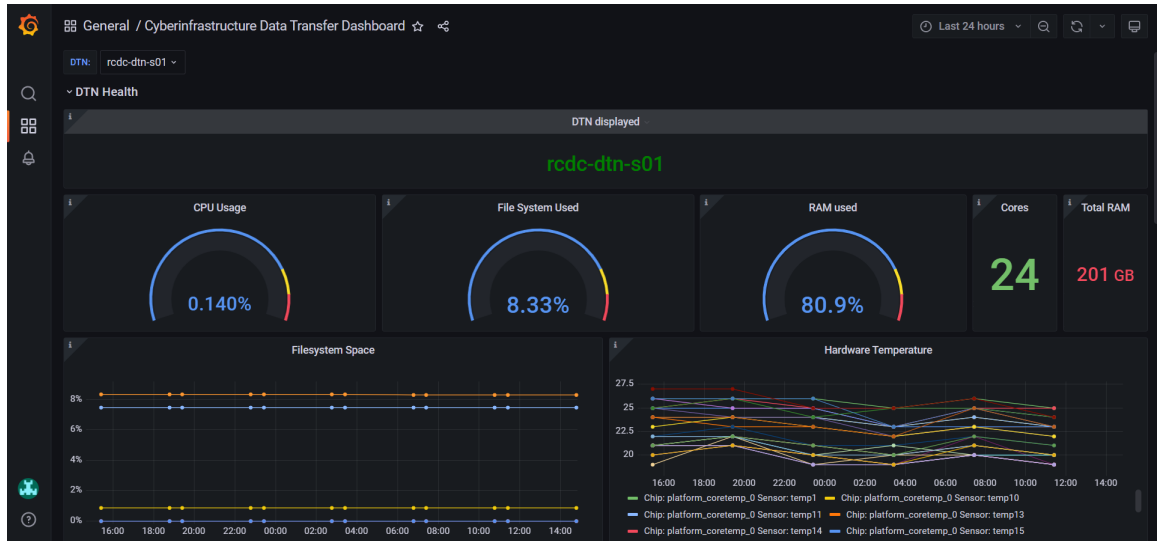 General / Cyberinfrastructure Data Transfer Dashboard
Last 24 hours
DTN: rcdc-dtn-s01
DTN Health
DTN displayed
rcdc-dtn-s01
CPU Usage
0.140%
File System Used
8.33%
RAM used
80.9%
Cores
24
Total RAM
201 GB
Filesystem Space
8%
6%
4%
2%
0%
16:00 18:00 20:00 22:00 00:00 02:00 04:00 06:00 08:00 10:00 12:00 14:00
Hardware Temperature
27.5
25
22.5
20
16:00 18:00 20:00 22:00 00:00 02:00 04:00 06:00 08:00 10:00 12:00 14:00
Chip: platform_coretemp_0 Sensor: temp1 Chip: platform_coretemp_0 Sensor: temp10
Chip: platform_coretemp_0 Sensor: temp11 Chip: platform_coretemp_0 Sensor: temp13
Chip: platform_coretemp_0 Sensor: temp14 Chip: platform_coretemp_0 Sensor: temp15